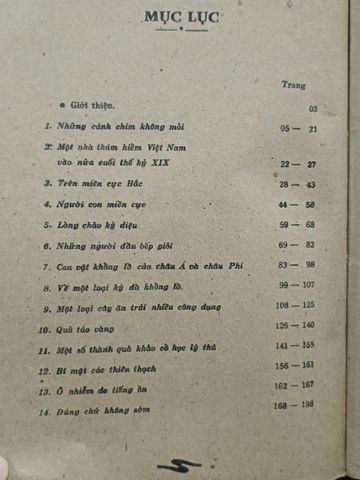 MỤC LỤC
Trang
● Giới thiệu. 03
1. Những cánh chim không mỏi 05 — 21
2. Một nhà thám hiểm Việt Nam
vào nửa cuối thế kỷ XIX 22 — 27
3. Trên miền cực Bắc 28 — 43
4. Người con miền cực 44 — 58
5. Lòng chảo kỳ diệu 59 — 68
6. Những người đầu bếp giỏi 69 — 82
7. Con vật khổng lồ của châu Á và châu Phi 83 — 98
8. Về một loại kỳ đà khổng lồ. 99 — 107
9. Một loại cây ăn trái nhiều công dụng 108 — 125
10. Quả táo vàng 126 — 140
11. Một số thành quả khảo cổ học lý thú 141 — 155
12. Bí mật các thiên thạch 156 — 161
13. Ô nhiễm do tiếng ồn 162 — 167
14. Đúng chứ không sớm 168 — 198